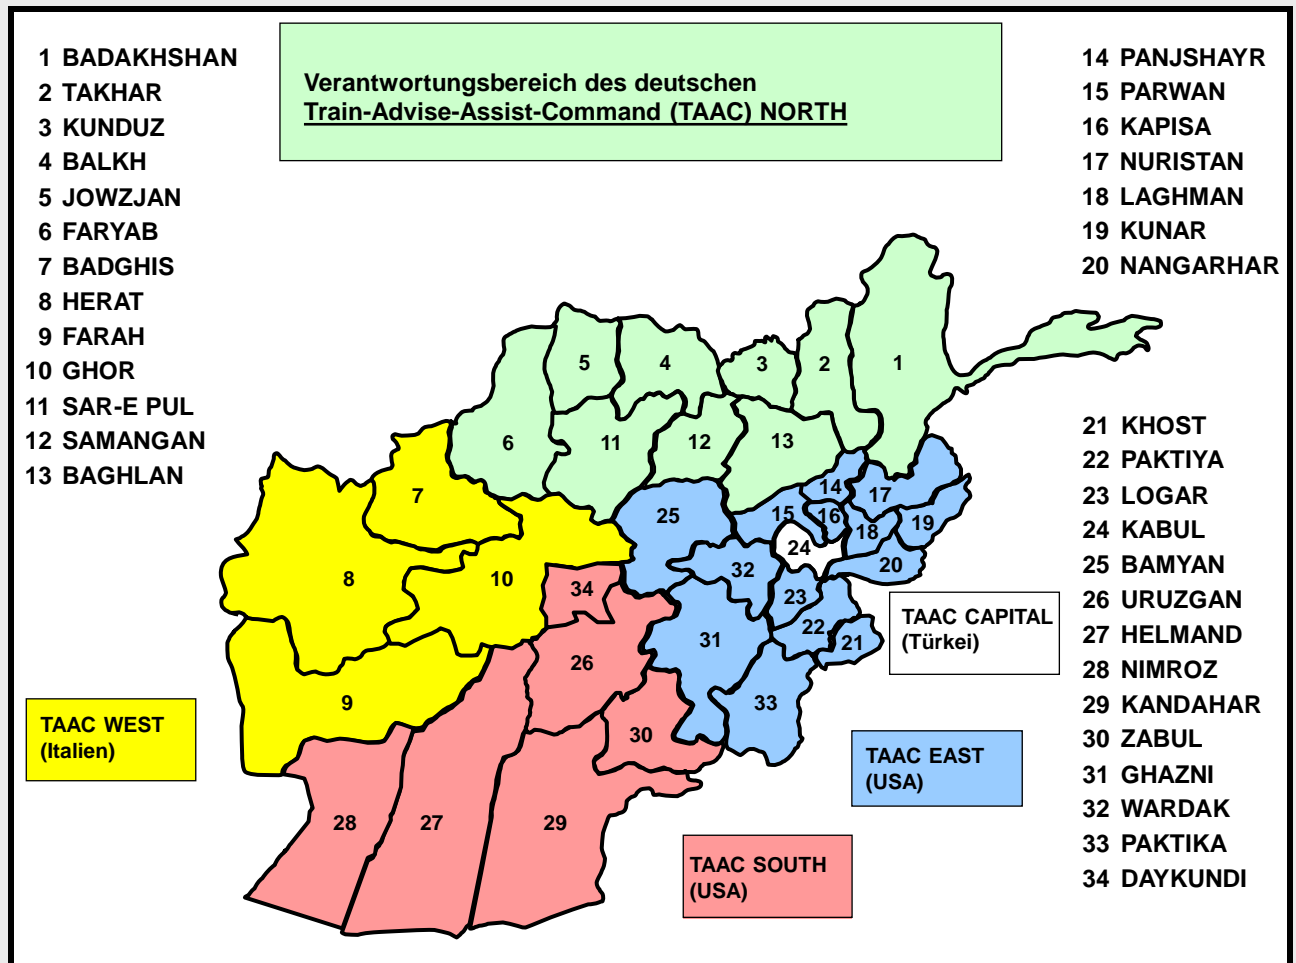 1 BADAKHSHAN
2 TAKHAR
3 KUNDUZ
4 BALKH
5 JOWZJAN
6 FARYAB
7 BADGHIS
8 HERAT
9 FARAH
10 GHOR
11 SAR-E PUL
12 SAMANGAN
13 BAGHLAN
Verantwortungsbereich des deutschen
Train-Advise-Assist-Command (TAAC) NORTH
14 PANJSHAYR
15 PARWAN
16 KAPISA
17 NURISTAN
18 LAGHMAN
19 KUNAR
20 NANGARHAR
21 KHOST
22 PAKTIYA
23 LOGAR
24 KABUL
25 BAMYAN
26 URUZGAN
27 HELMAND
28 NIMROZ
29 KANDAHAR
30 ZABUL
31 GHAZNI
32 WARDAK
33 PAKTIKA
34 DAYKUNDI
5
4
3
2
1
6
11
12
13
7
14
17
25
15
16
18
19
24
20
8
10
34
32
23
22
21
31
26
9
33
30
28
27
29
TAAC CAPITAL
(Türkei)
TAAC WEST
(Italien)
TAAC EAST
(USA)
TAAC SOUTH
(USA)